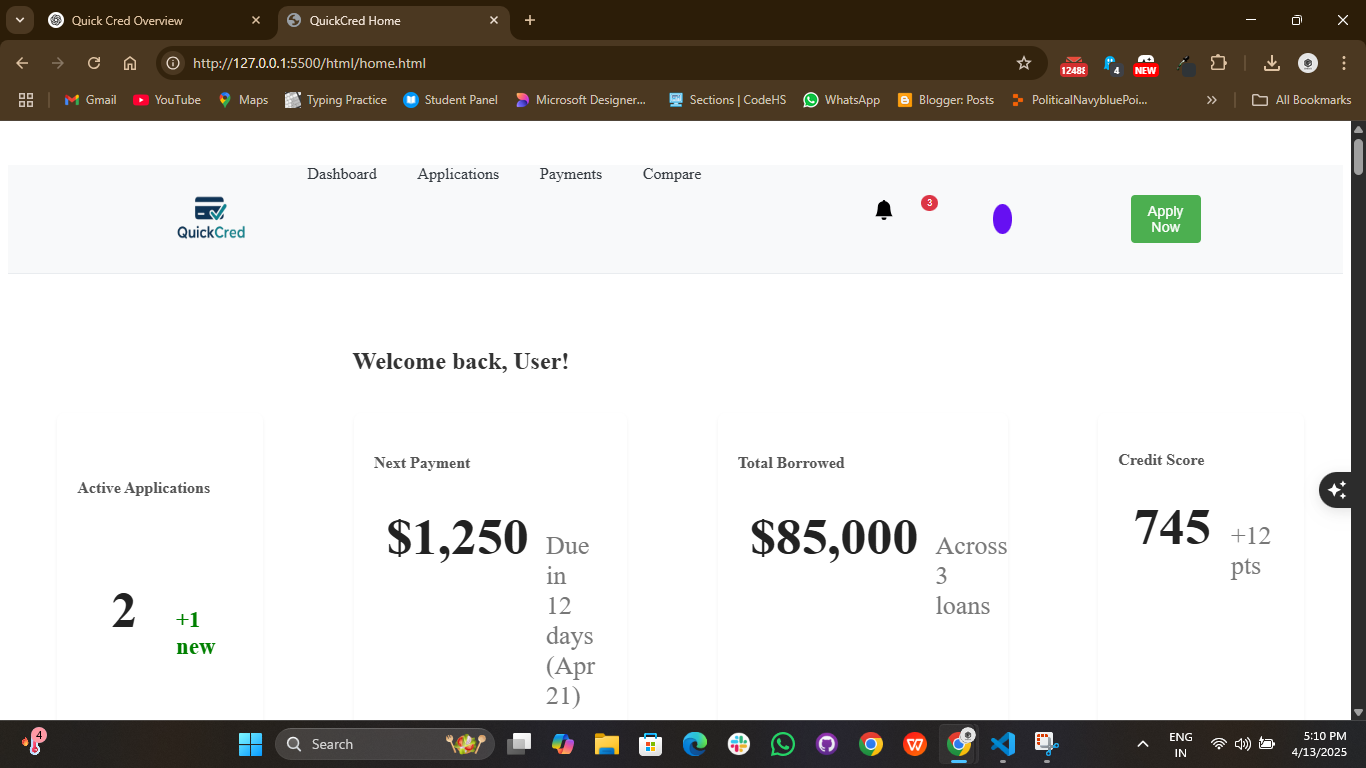 Quick Cred Overview
QuickCred Home
http://127.0.0.1:5500/html/home.html
12488
4
NEW
Gmail
YouTube
Maps
Typing Practice
Student Panel
Microsoft Designer...
Sections | CodeHS
WhatsApp
Blogger: Posts
PoliticalNavybluePoi...
»
All Bookmarks
Dashboard
Applications
Payments
Compare
QuickCred
3
Apply
Now
Welcome back, User!
Active Applications
2
+1
new
Next Payment
$1,250
Due
in
12
days
(Apr
21)
Total Borrowed
$85,000
Across
3
loans
Credit Score
745
+12
pts
4
Search
ENG
IN
5:10 PM
4/13/2025